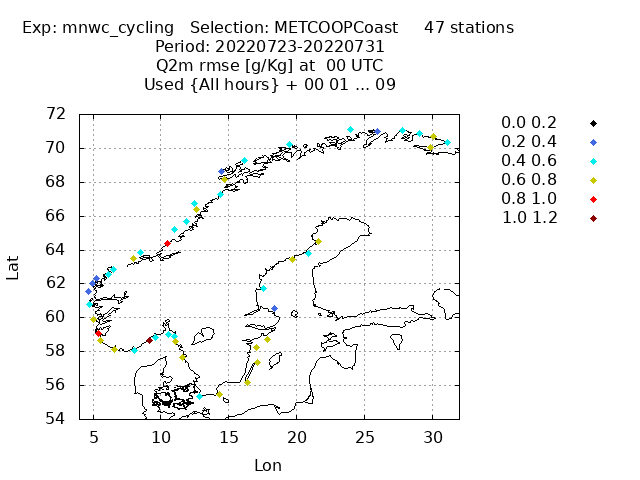 Exp: mnwc_cycling   Selection: METCOOPCoast     47 stations
Period: 20220723-20220731
Q2m rmse [g/Kg] at  00 UTC
Used {All hours} + 00 01 ... 09
72
70
68
66
64
62
60
58
56
54
Lat
5 10 15 20 25 30
Lon
0.0 0.2
0.2 0.4
0.4 0.6
0.6 0.8
0.8 1.0
1.0 1.2